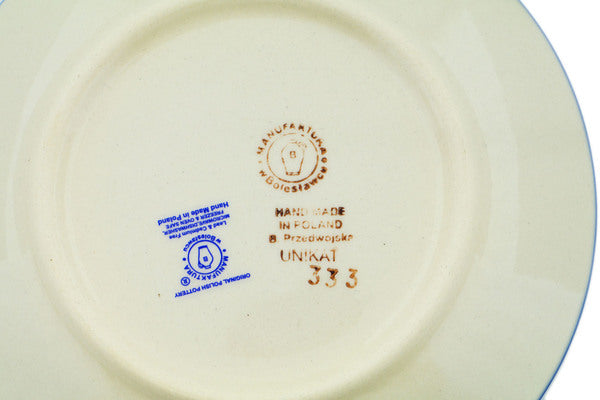 MANUFAKTURA
w Bolesławcu
HAND MADE
IN POLAND
B. Przedwojska
UNIKAT
333
ORIGINAL POLISH POTTERY
MANUFAKTURA
w Bolesławcu
Lead & Cadmium Free
MICROWAVE, DISHWASHER,
FREEZER & OVEN SAFE
Hand Made in Poland